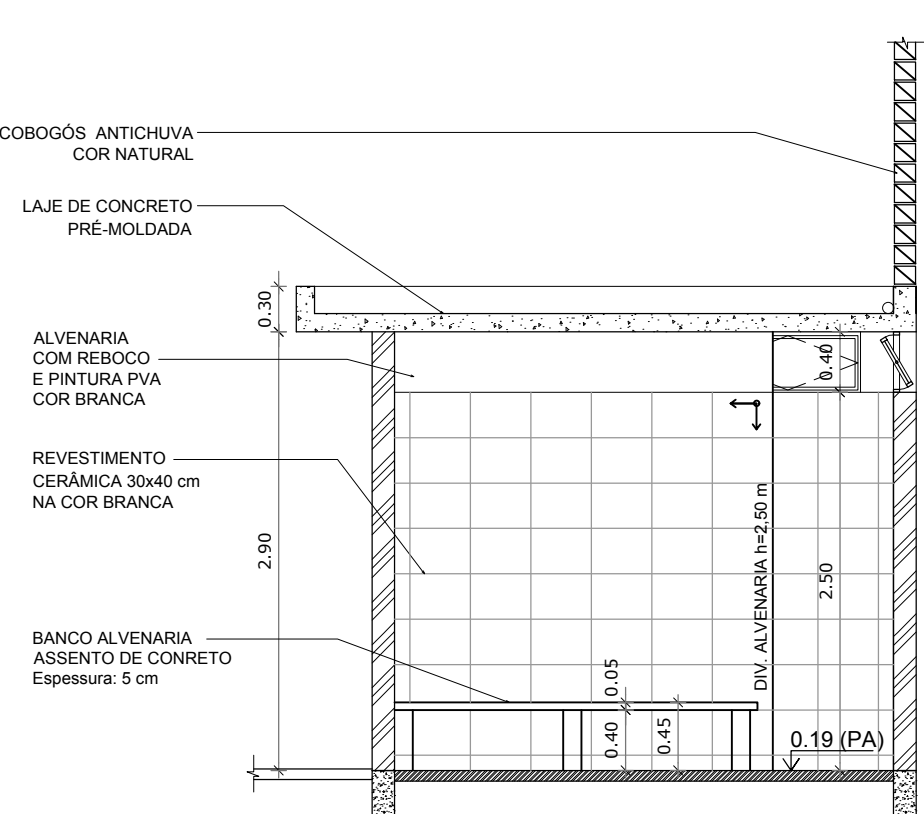 COBOGÓS ANTICHUVA
COR NATURAL
LAJE DE CONCRETO
PRÉ-MOLDADA
0.30
ALVENARIA
COM REBOCO
E PINTURA PVA
COR BRANCA
0.40
REVESTIMENTO
CERÂMICA 30x40 cm
NA COR BRANCA
2.90
DIV. ALVENARIA h=2,50 m
2.50
BANCO ALVENARIA
ASSENTO DE CONRETO
Espessura: 5 cm
0.05
0.40
0.45
0.19 (PA)